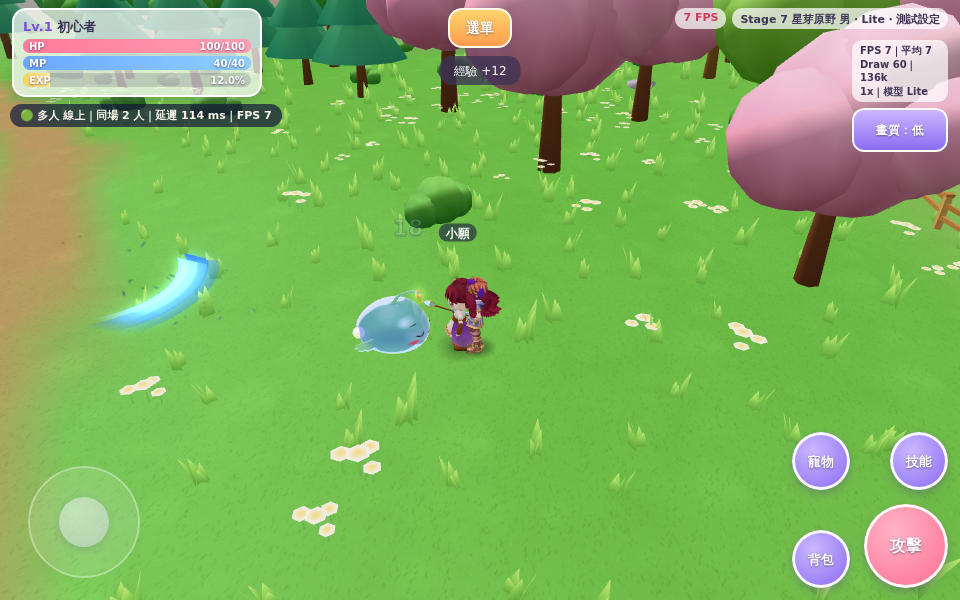 Lv.1 初心者
HP 100/100
MP 40/40
EXP 12.0%
多人 線上 | 同場 2 人 | 延遲 114 ms | FPS 7
選單
經驗 +12
7 FPS
Stage 7 星芽原野 男・Lite・測試設定
FPS 7 | 平均 7
Draw 60 |
136k
1x | 模型 Lite
畫質：低
18
小願
寵物
技能
攻擊
背包